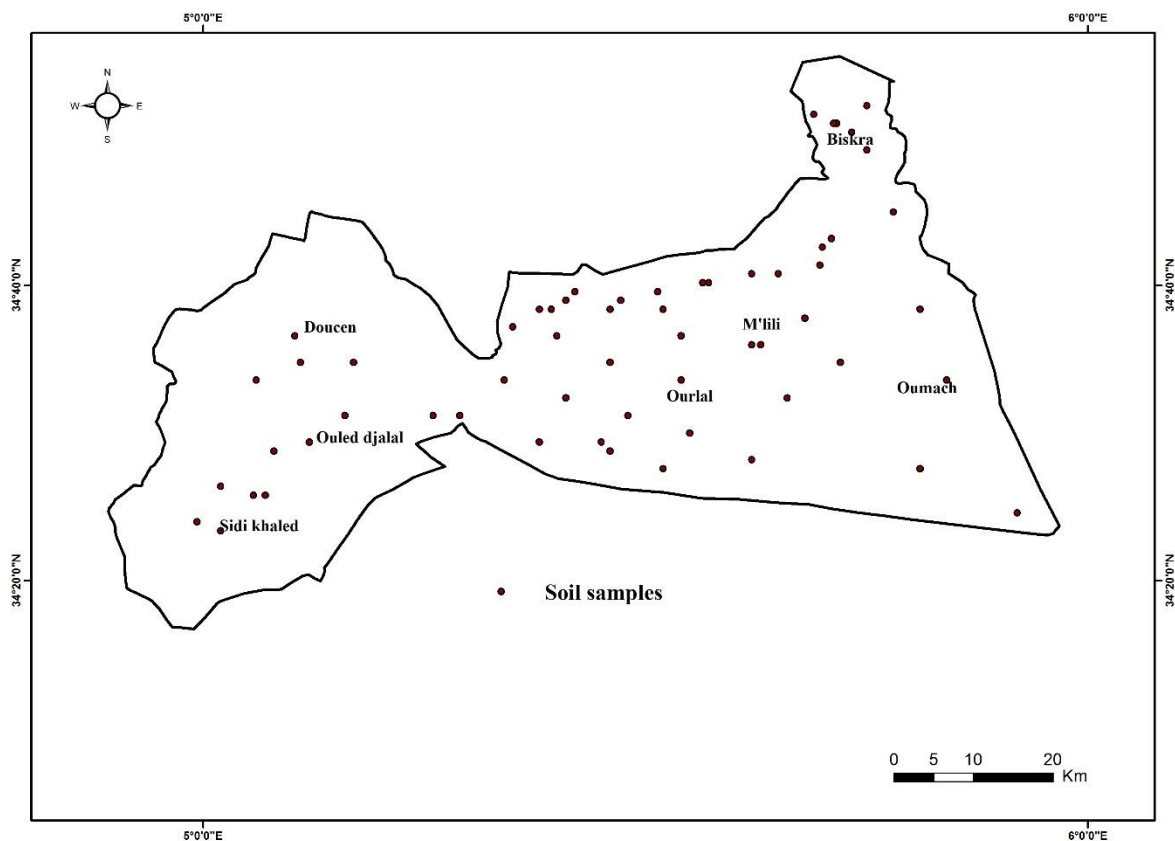 5°0'0"E 6°0'0"E
N
W E
S
Biskra
34°40'0"N 34°40'0"N
Doucen M'lili
Ourlal Oumach
Ouled djalal
Sidi khaled
34°20'0"N 34°20'0"N
Soil samples
0 5 10 20
Km
5°0'0"E 6°0'0"E